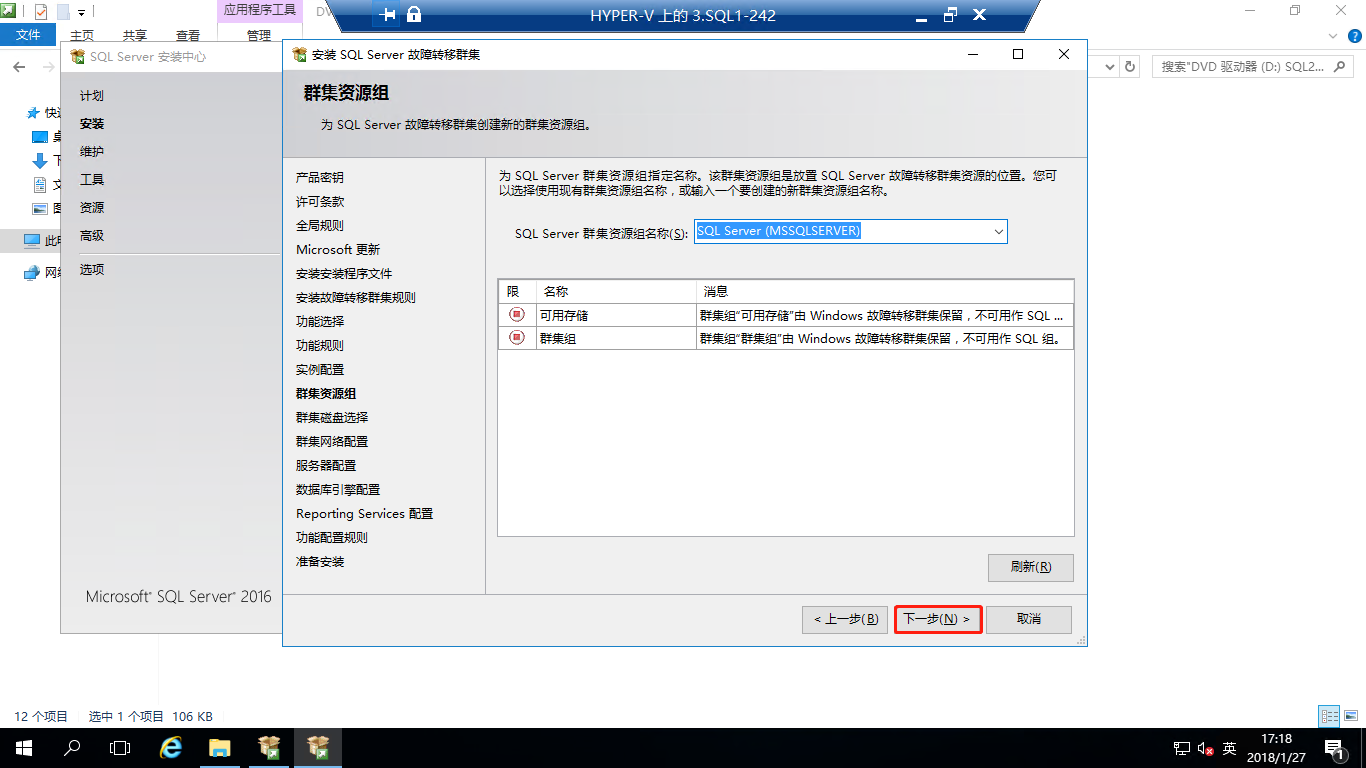 应用程序工具
HYPER-V 上的 3.SQL1-242
文件
主页
共享
查看
管理
搜索"DVD 驱动器 (D:) SQL2...
SQL Server 安装中心
计划
安装
维护
工具
资源
高级
选项
Microsoft® SQL Server® 2016
安装 SQL Server 故障转移群集
群集资源组
为 SQL Server 故障转移群集创建新的群集资源组。
产品密钥
许可条款
全局规则
Microsoft 更新
安装安装程序文件
安装故障转移群集规则
功能选择
功能规则
实例配置
群集资源组
群集磁盘选择
群集网络配置
服务器配置
数据库引擎配置
Reporting Services 配置
功能配置规则
准备安装
为 SQL Server 群集资源组指定名称。该群集资源组是放置 SQL Server 故障转移群集资源的位置。您可
以选择使用现有群集资源组名称，或输入一个要创建的新群集资源组名称。
SQL Server 群集资源组名称(S): SQL Server (MSSQLSERVER)
限 名称 消息
可用存储 群集组“可用存储”由 Windows 故障转移群集保留，不可用作 SQL ...
群集组 群集组“群集组”由 Windows 故障转移群集保留，不可用作 SQL 组。
刷新(R)
< 上一步(B) 下一步(N) > 取消
12 个项目 选中 1 个项目 106 KB
英
17:18
2018/1/27
1